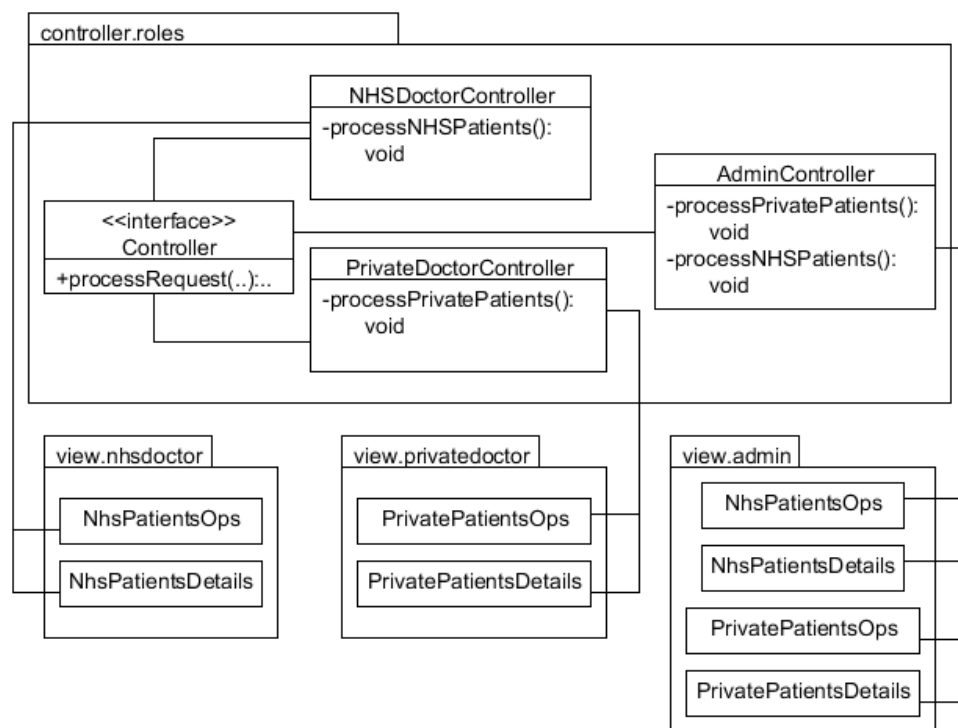 controller.roles
NHSDoctorController
-processNHSPatients():
void
AdminController
-processPrivatePatients():
void
-processNHSPatients():
void
<<interface>>
Controller
+processRequest(..):..
PrivateDoctorController
-processPrivatePatients():
void
view.nhsdoctor
NhsPatientsOps
NhsPatientsDetails
view.privatedoctor
PrivatePatientsOps
PrivatePatientsDetails
view.admin
NhsPatientsOps
NhsPatientsDetails
PrivatePatientsOps
PrivatePatientsDetails